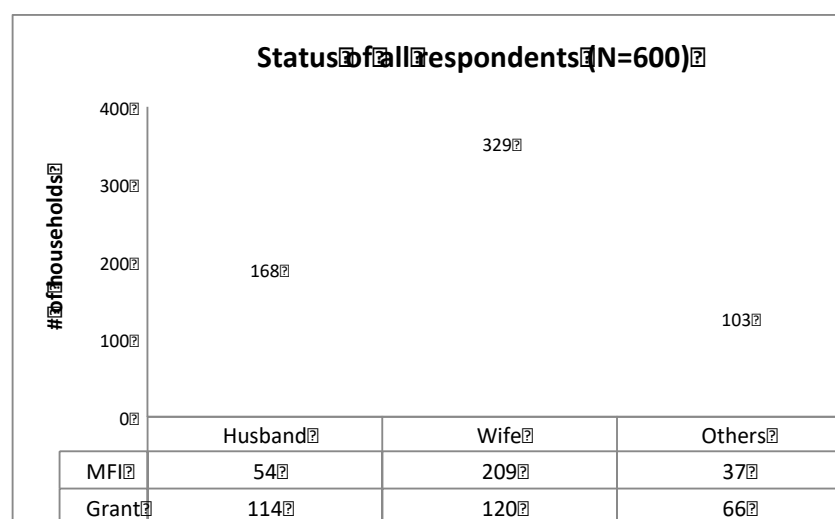 Status of all respondents (N=600)
# of households
400
329
300
200
168
103
100
0
Husband Wife Others
MFI 54 209 37
Grant 114 120 66